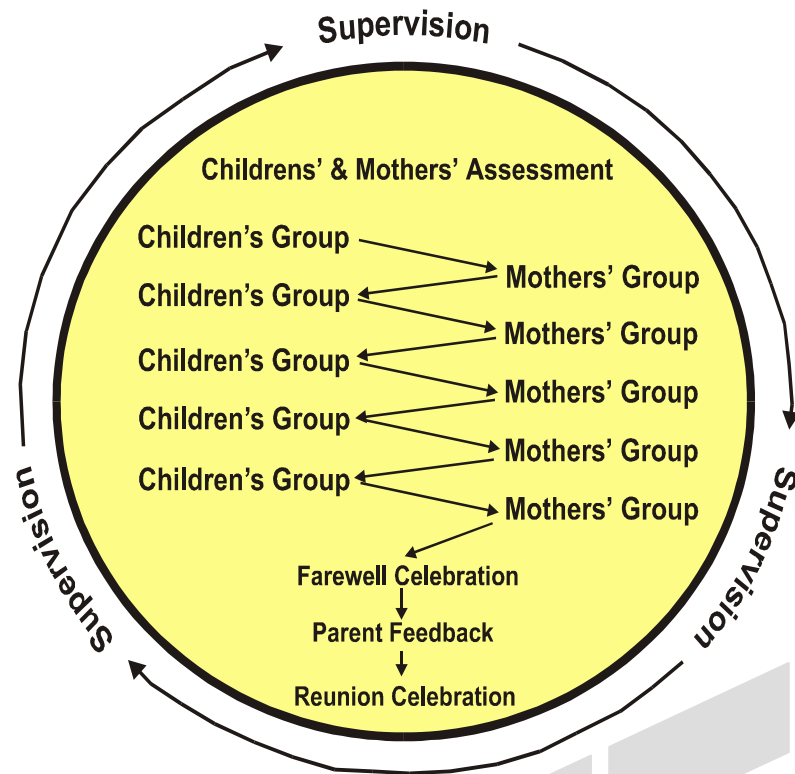 Supervision
Childrens' & Mothers' Assessment
Children's Group
Mothers' Group
Children's Group
Mothers' Group
Children's Group
Mothers' Group
Children's Group
Mothers' Group
Children's Group
Mothers' Group
Farewell Celebration
Parent Feedback
Reunion Celebration
Supervision
Supervision